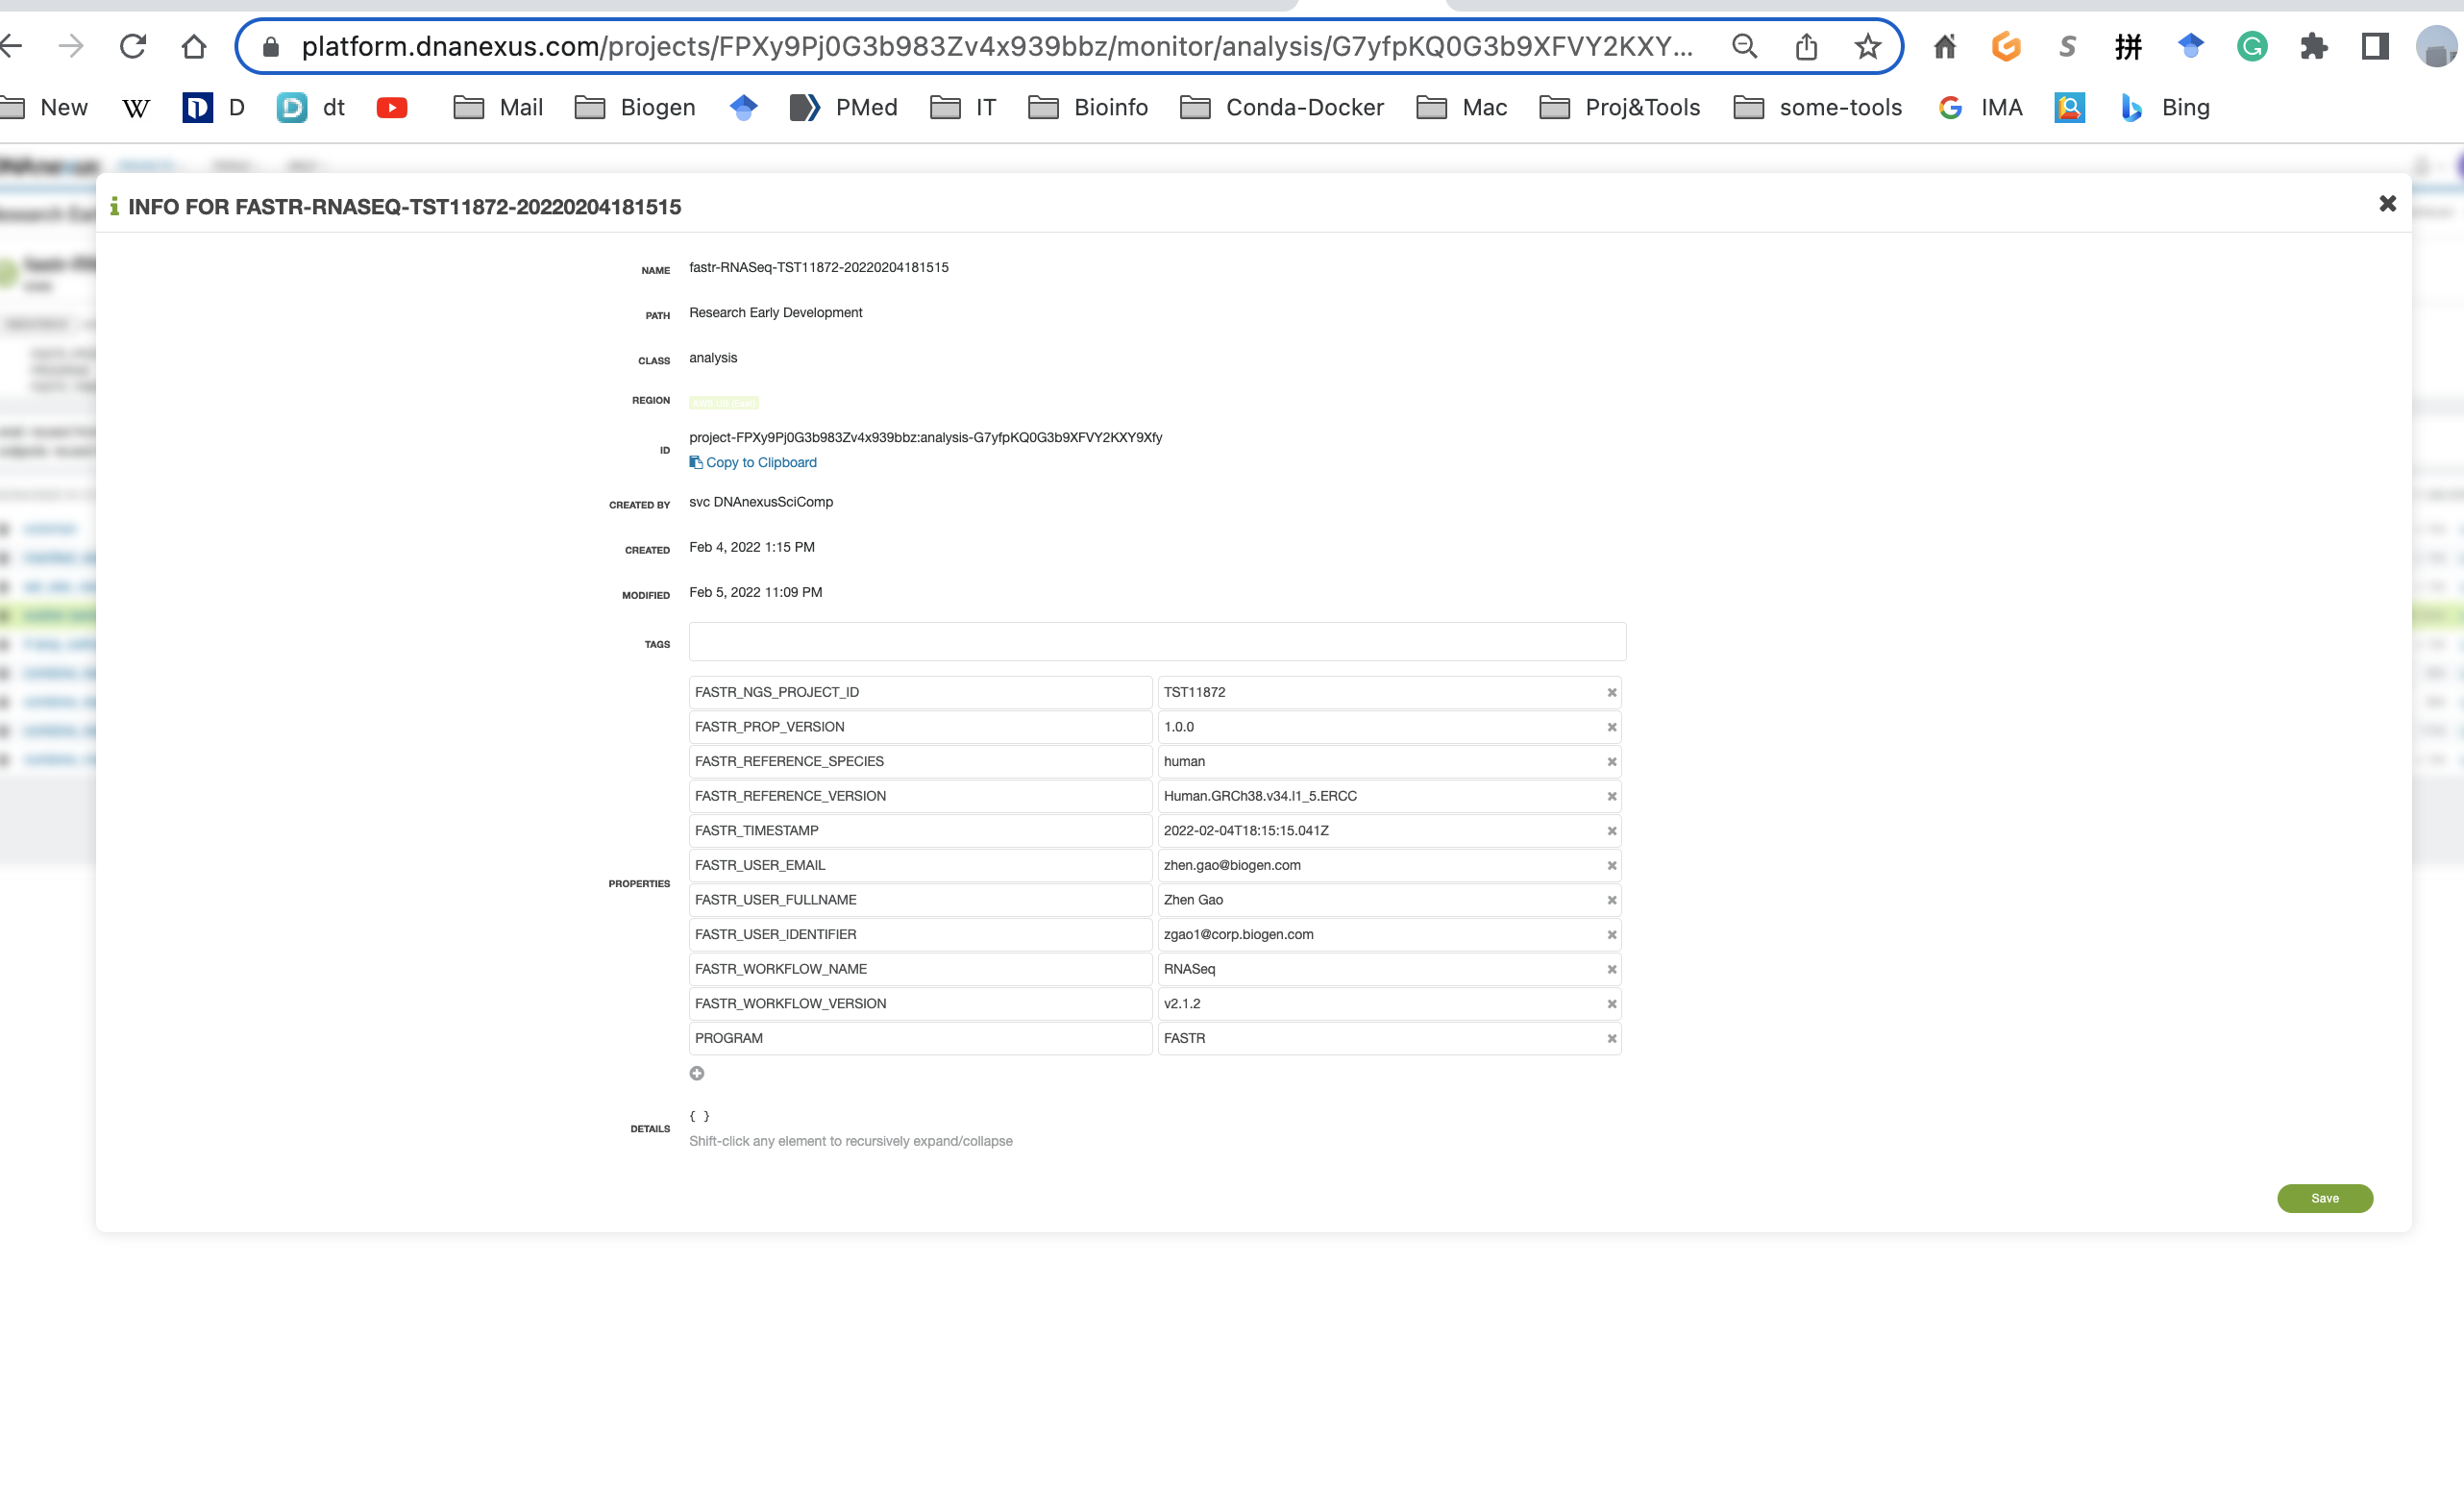 platform.dnanexus.com/projects/FPXy9Pj0G3b983Zv4x939bbz/monitor/analysis/G7yfpKQ0G3b9XFVY2KXY...
New W D dt Mail Biogen PMed IT Bioinfo Conda-Docker Mac Proj&Tools some-tools IMA Bing
INFO FOR FASTR-RNASEQ-TST11872-20220204181515
NAME fastr-RNASeq-TST11872-20220204181515
PATH Research Early Development
CLASS analysis
REGION AWS US (East)
ID project-FPXy9Pj0G3b983Zv4x939bbz:analysis-G7yfpKQ0G3b9XFVY2KXY9Xfy
Copy to Clipboard
CREATED BY svc DNAnexusSciComp
CREATED Feb 4, 2022 1:15 PM
MODIFIED Feb 5, 2022 11:09 PM
TAGS
FASTR_NGS_PROJECT_ID TST11872
FASTR_PROP_VERSION 1.0.0
FASTR_REFERENCE_SPECIES human
FASTR_REFERENCE_VERSION Human.GRCh38.v34.l1_5.ERCC
FASTR_TIMESTAMP 2022-02-04T18:15:15.041Z
FASTR_USER_EMAIL zhen.gao@biogen.com
PROPERTIES
FASTR_USER_FULLNAME Zhen Gao
FASTR_USER_IDENTIFIER zgao1@corp.biogen.com
FASTR_WORKFLOW_NAME RNASeq
FASTR_WORKFLOW_VERSION v2.1.2
PROGRAM FASTR
DETAILS { }
Shift-click any element to recursively expand/collapse
Save